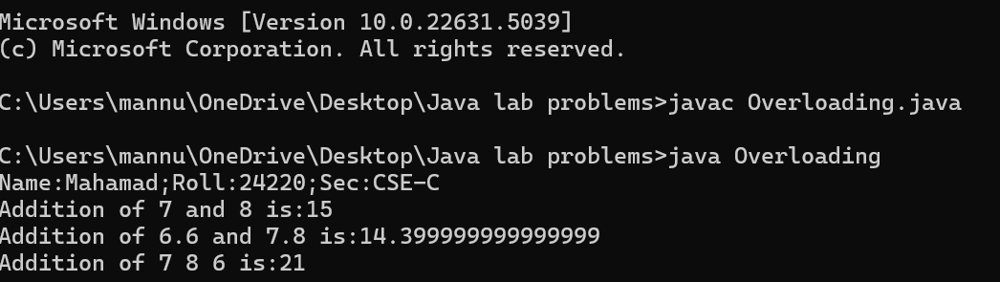 Microsoft Windows [Version 10.0.22631.5039]
(c) Microsoft Corporation. All rights reserved.
C:\Users\mannu\OneDrive\Desktop\Java lab problems>javac Overloading.java
C:\Users\mannu\OneDrive\Desktop\Java lab problems>java Overloading
Name:Mahamad;Roll:24220;Sec:CSE-C
Addition of 7 and 8 is:15
Addition of 6.6 and 7.8 is:14.399999999999999
Addition of 7 8 6 is:21